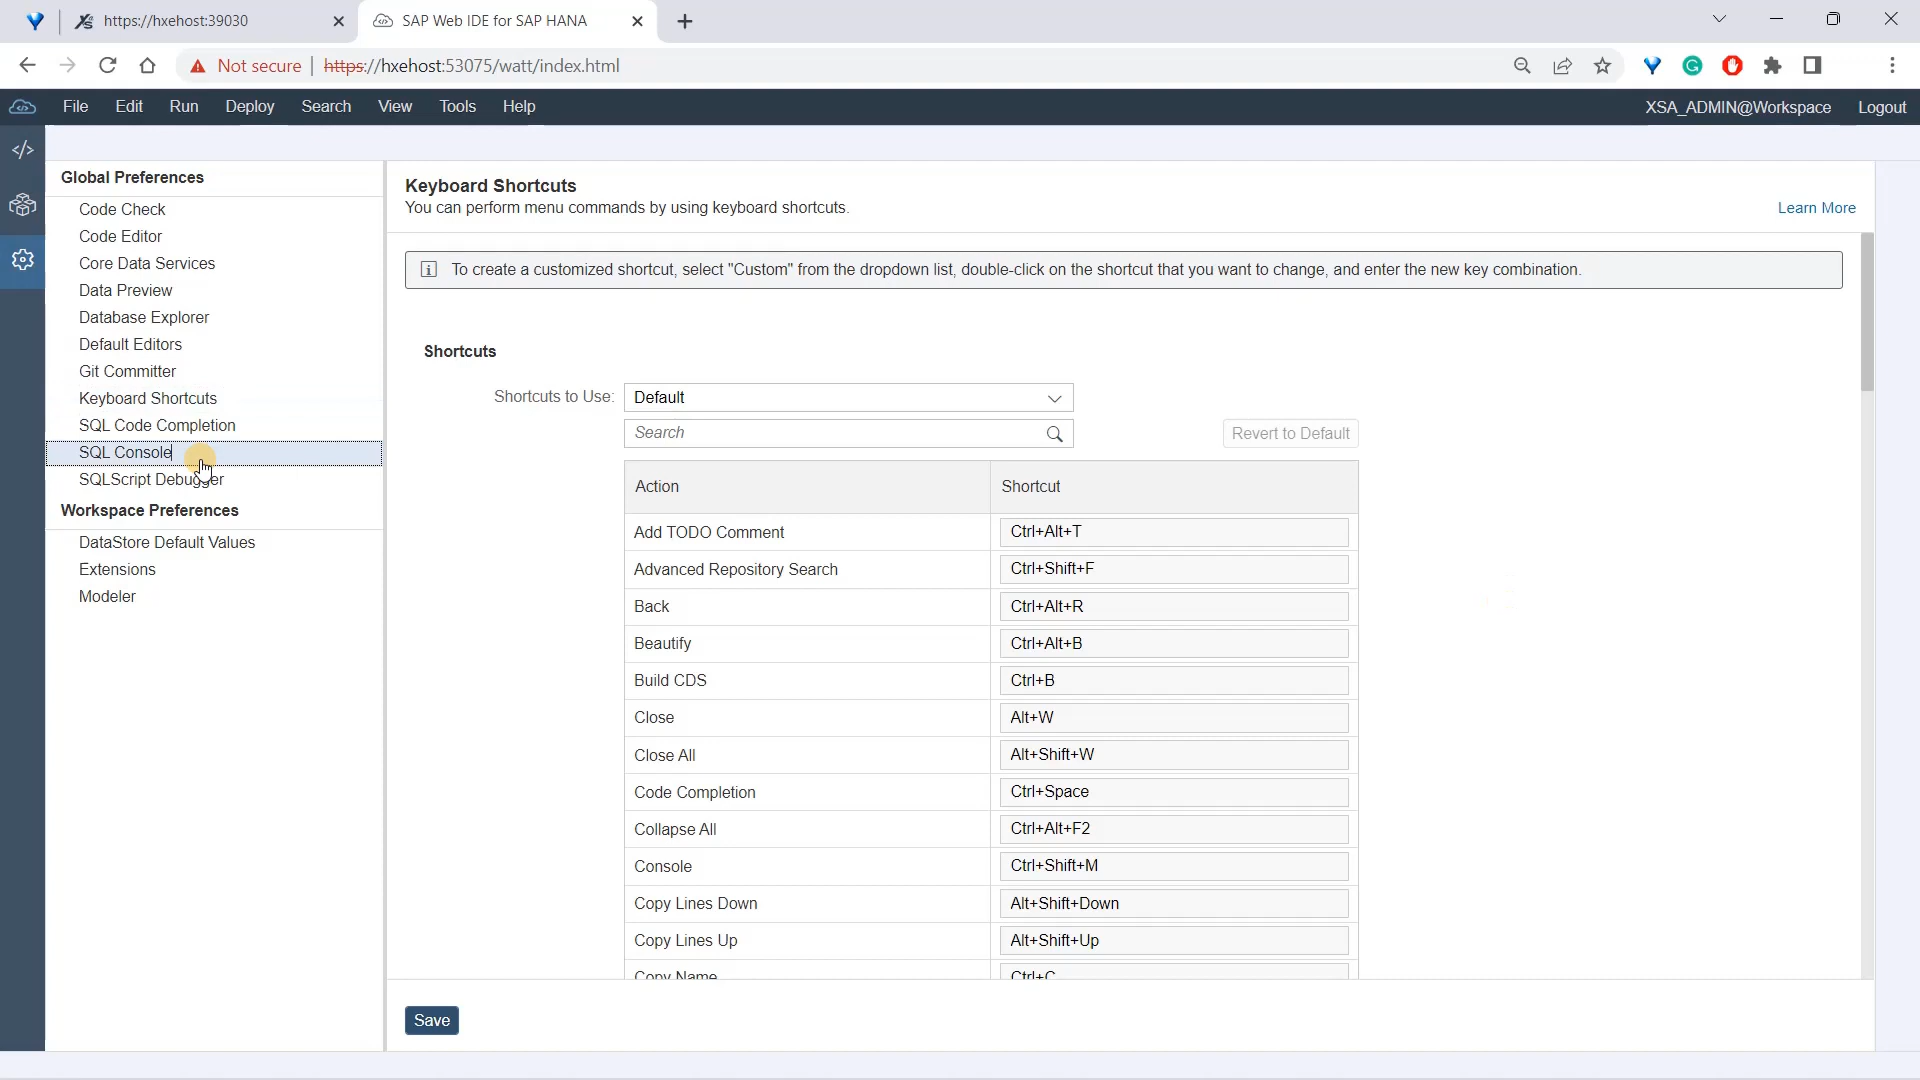 https://hxehost:39030
SAP Web IDE for SAP HANA
Not secure | https://hxehost:53075/watt/index.html
File Edit Run Deploy Search View Tools Help
XSA_ADMIN@Workspace Logout
Global Preferences
Code Check
Code Editor
Core Data Services
Data Preview
Database Explorer
Default Editors
Git Committer
Keyboard Shortcuts
SQL Code Completion
SQL Console
SQLScript Debugger
Workspace Preferences
DataStore Default Values
Extensions
Modeler
Keyboard Shortcuts
You can perform menu commands by using keyboard shortcuts.
Learn More
To create a customized shortcut, select "Custom" from the dropdown list, double-click on the shortcut that you want to change, and enter the new key combination.
Shortcuts
Shortcuts to Use: Default
Search
Revert to Default
Action Shortcut
Add TODO Comment Ctrl+Alt+T
Advanced Repository Search Ctrl+Shift+F
Back Ctrl+Alt+R
Beautify Ctrl+Alt+B
Build CDS Ctrl+B
Close Alt+W
Close All Alt+Shift+W
Code Completion Ctrl+Space
Collapse All Ctrl+Alt+F2
Console Ctrl+Shift+M
Copy Lines Down Alt+Shift+Down
Copy Lines Up Alt+Shift+Up
Copy Name Ctrl+C
Save